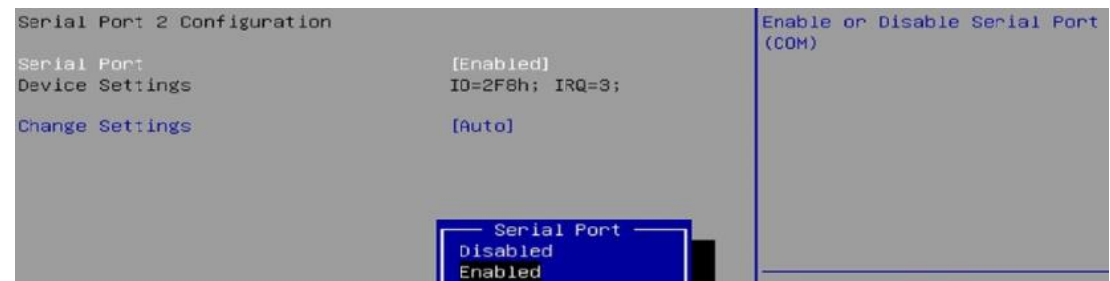 Serial Port 2 Configuration
Serial Port [Enabled]
Device Settings IO=2F8h; IRQ=3;
Change Settings [Auto]
Enable or Disable Serial Port
(COM)
Serial Port
Disabled
Enabled